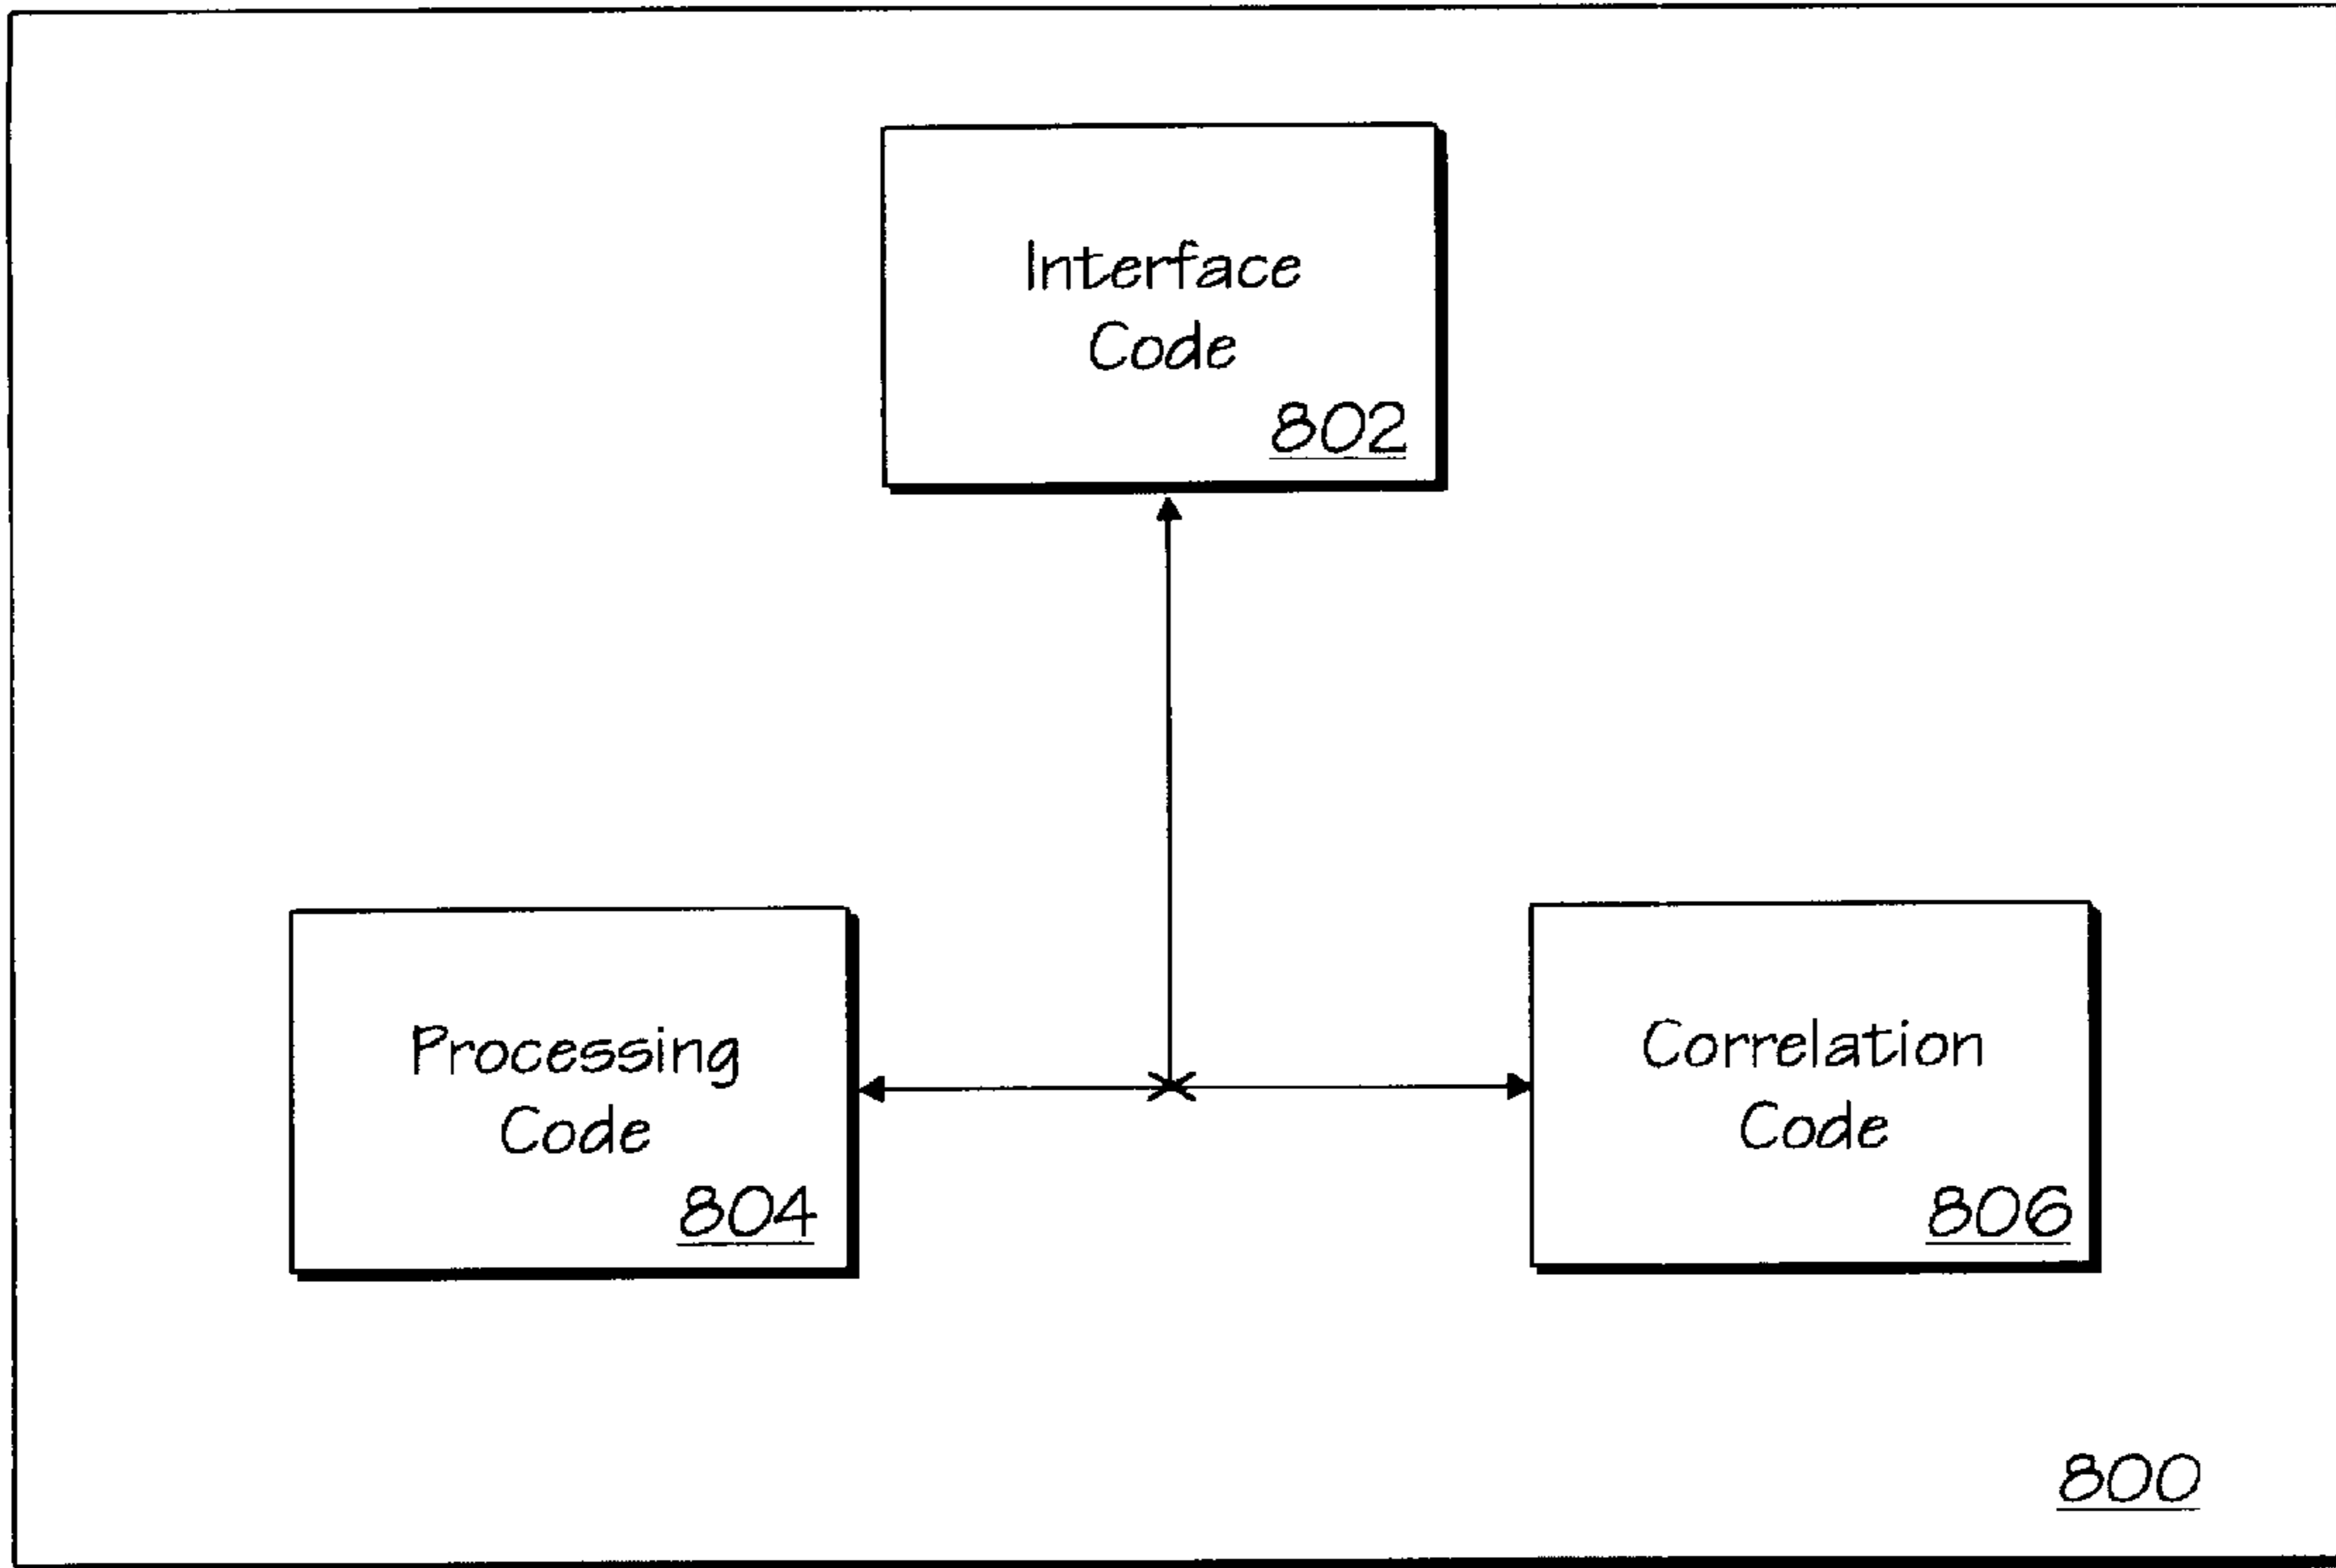 Interface
Code
802
Processing
Code
804
Correlation
Code
806
800